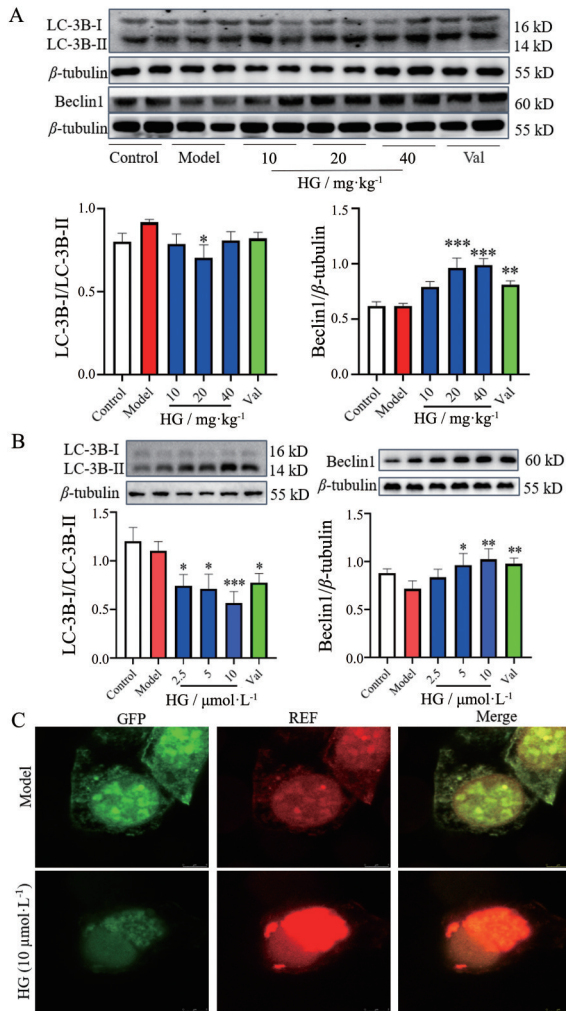 A
LC-3B-I 16 kD
LC-3B-II 14 kD
β-tubulin 55 kD
Beclin1 60 kD
β-tubulin 55 kD
Control Model 10 20 40 Val
HG / mg·kg-1
LC-3B-I/LC-3B-II
1.0
0.5
0.0
*
Control Model 10 20 40 Val
HG / mg·kg-1
Beclin1/β-tubulin
1.5
1.0
0.5
0.0
*** *** **
Control Model 10 20 40 Val
HG / mg·kg-1
B
LC-3B-I 16 kD
LC-3B-II 14 kD
β-tubulin 55 kD
Beclin1 60 kD
β-tubulin 55 kD
LC-3B-I/LC-3B-II
1.5
1.0
0.5
0.0
* * *** *
Control Model 2.5 5 10 Val
HG / μmol·L-1
Beclin1/β-tubulin
1.5
1.0
0.5
0.0
* ** **
Control Model 2.5 5 10 Val
HG / μmol·L-1
C
GFP REF Merge
Model
HG (10 μmol·L-1)